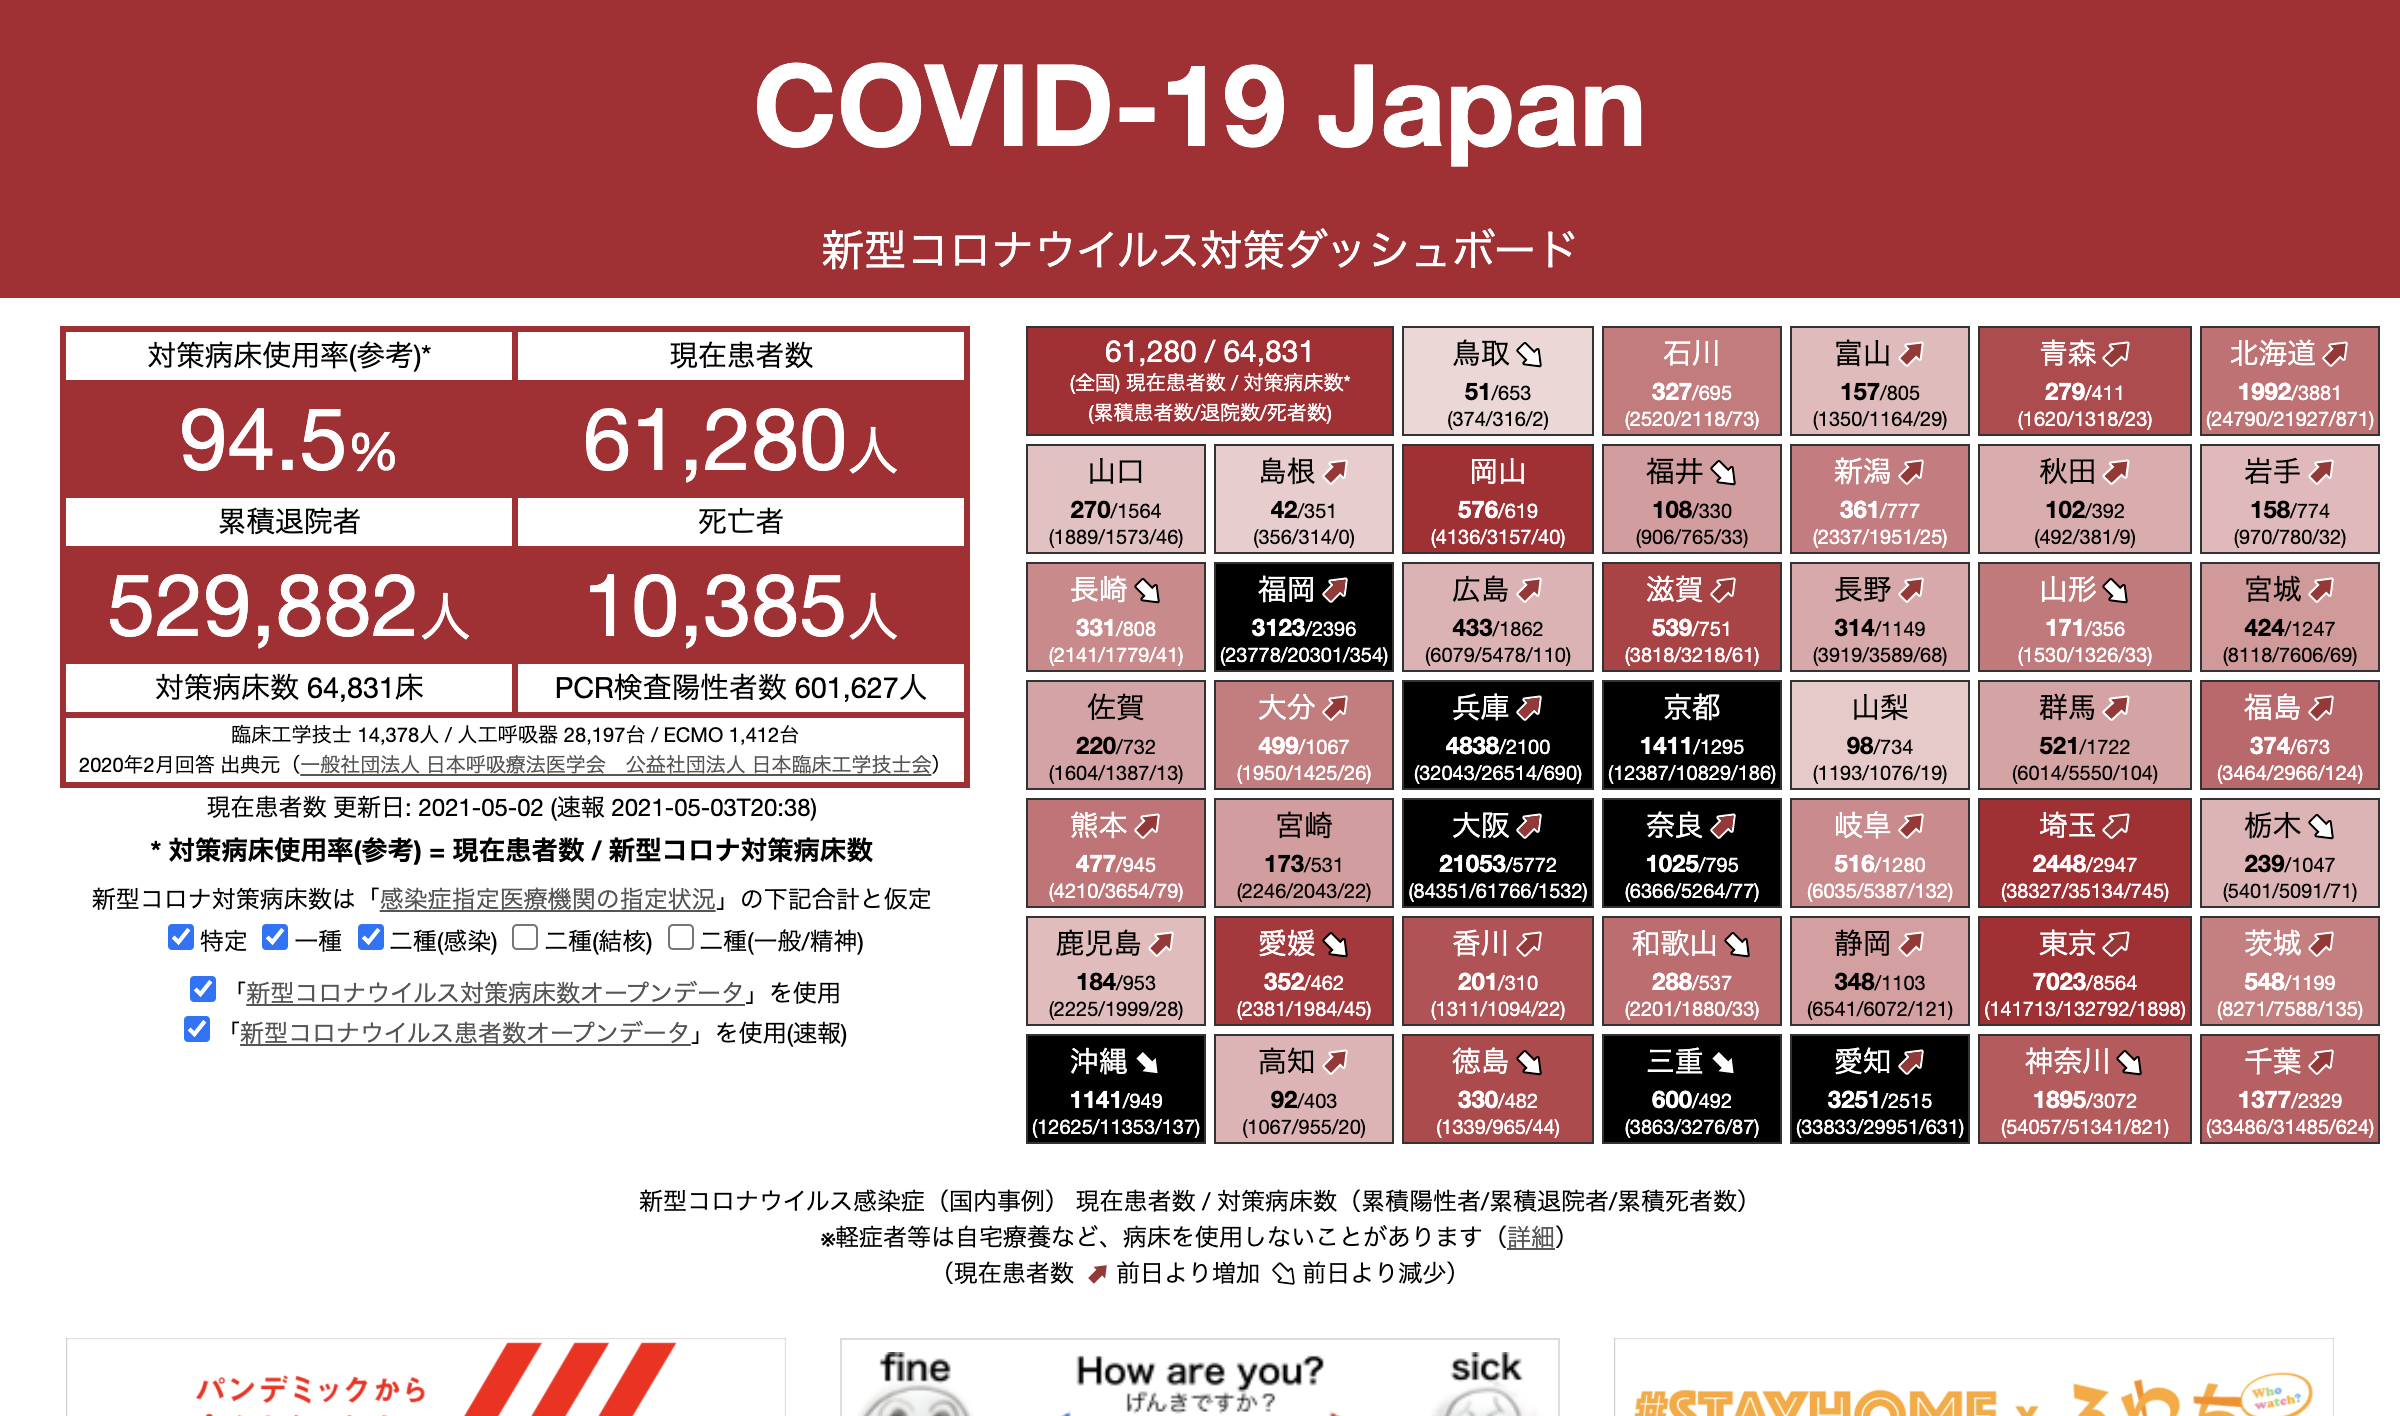 COVID-19 Japan
新型コロナウイルス対策ダッシュボード
対策病床使用率(参考)*
現在患者数
94.5%
61,280人
累積退院者
死亡者
529,882人
10,385人
対策病床数 64,831床
PCR検査陽性者数 601,627人
臨床工学技士 14,378人 / 人工呼吸器 28,197台 / ECMO 1,412台
2020年2月回答 出典元（一般社団法人 日本呼吸療法医学会　公益社団法人 日本臨床工学技士会）
現在患者数 更新日: 2021-05-02 (速報 2021-05-03T20:38)
* 対策病床使用率(参考) = 現在患者数 / 新型コロナ対策病床数
新型コロナ対策病床数は「感染症指定医療機関の指定状況」の下記合計と仮定
特定 一種 二種(感染) 二種(結核) 二種(一般/精神)
「新型コロナウイルス対策病床数オープンデータ」を使用
「新型コロナウイルス患者数オープンデータ」を使用(速報)
61,280 / 64,831
(全国) 現在患者数 / 対策病床数*
(累積患者数/退院数/死者数)
鳥取
51/653
(374/316/2)
石川
327/695
(2520/2118/73)
富山
157/805
(1350/1164/29)
青森
279/411
(1620/1318/23)
北海道
1992/3881
(24790/21927/871)
山口
270/1564
(1889/1573/46)
島根
42/351
(356/314/0)
岡山
576/619
(4136/3157/40)
福井
108/330
(906/765/33)
新潟
361/777
(2337/1951/25)
秋田
102/392
(492/381/9)
岩手
158/774
(970/780/32)
長崎
331/808
(2141/1779/41)
福岡
3123/2396
(23778/20301/354)
広島
433/1862
(6079/5478/110)
滋賀
539/751
(3818/3218/61)
長野
314/1149
(3919/3589/68)
山形
171/356
(1530/1326/33)
宮城
424/1247
(8118/7606/69)
佐賀
220/732
(1604/1387/13)
大分
499/1067
(1950/1425/26)
兵庫
4838/2100
(32043/26514/690)
京都
1411/1295
(12387/10829/186)
山梨
98/734
(1193/1076/19)
群馬
521/1722
(6014/5550/104)
福島
374/673
(3464/2966/124)
熊本
477/945
(4210/3654/79)
宮崎
173/531
(2246/2043/22)
大阪
21053/5772
(84351/61766/1532)
奈良
1025/795
(6366/5264/77)
岐阜
516/1280
(6035/5387/132)
埼玉
2448/2947
(38327/35134/745)
栃木
239/1047
(5401/5091/71)
鹿児島
184/953
(2225/1999/28)
愛媛
352/462
(2381/1984/45)
香川
201/310
(1311/1094/22)
和歌山
288/537
(2201/1880/33)
静岡
348/1103
(6541/6072/121)
東京
7023/8564
(141713/132792/1898)
茨城
548/1199
(8271/7588/135)
沖縄
1141/949
(12625/11353/137)
高知
92/403
(1067/955/20)
徳島
330/482
(1339/965/44)
三重
600/492
(3863/3276/87)
愛知
3251/2515
(33833/29951/631)
神奈川
1895/3072
(54057/51341/821)
千葉
1377/2329
(33486/31485/624)
新型コロナウイルス感染症（国内事例） 現在患者数 / 対策病床数（累積陽性者/累積退院者/累積死者数）
※軽症者等は自宅療養など、病床を使用しないことがあります（詳細）
（現在患者数 前日より増加 前日より減少）
パンデミックから
fine
How are you?
sick
げんきですか？
#STAYHOME x
Who watch?